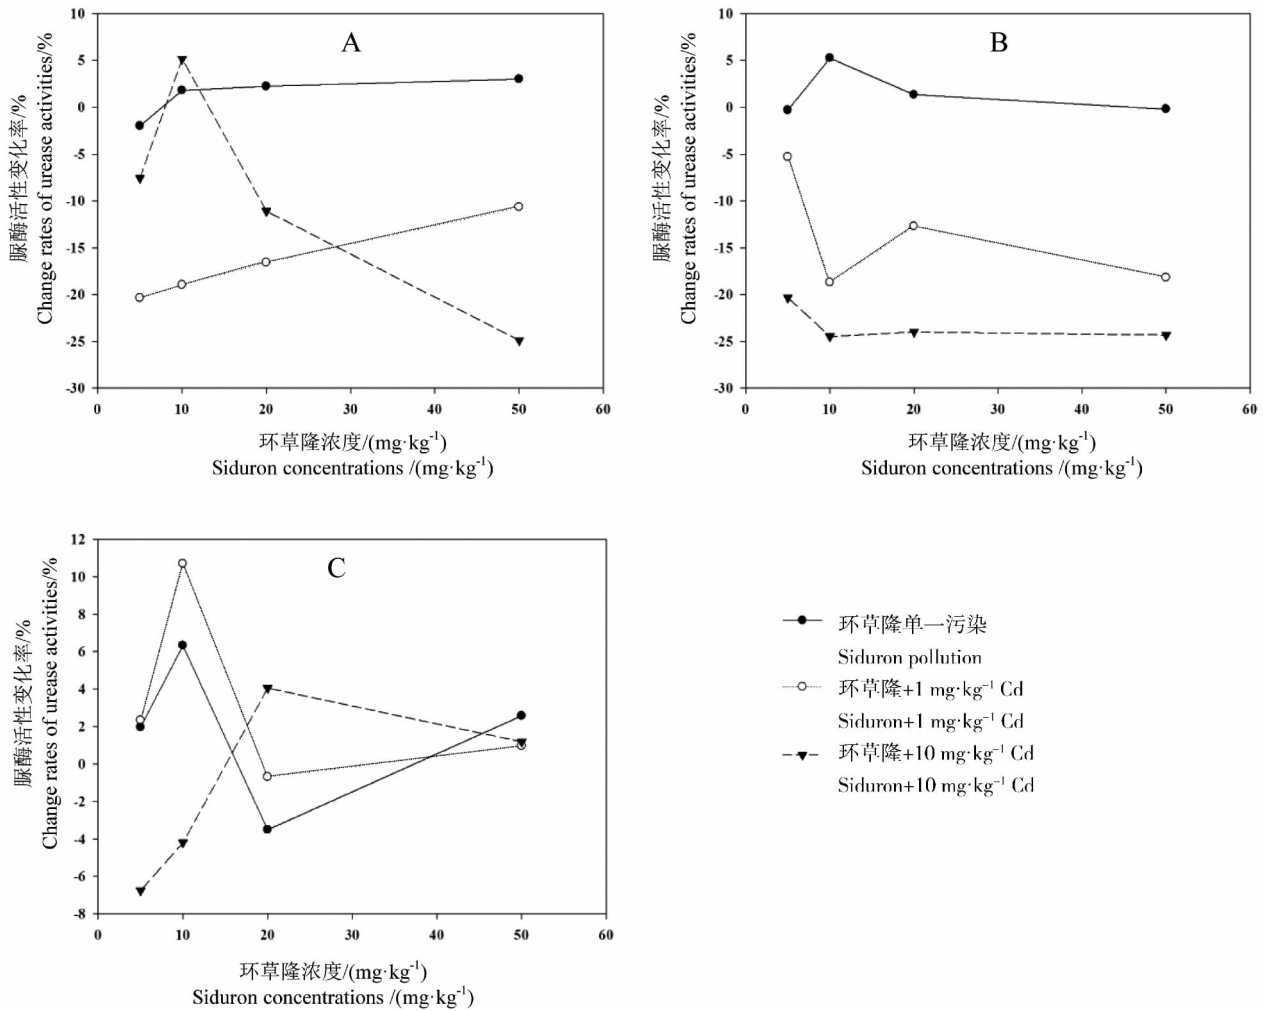 A
10
5
0
-5
-10
-15
-20
-25
-30
0
10
20
30
40
50
60
脲酶活性变化率/%
Change rates of urease activities/%
环草隆浓度/(mg·kg⁻¹)
Siduron concentrations /(mg·kg⁻¹)
B
10
5
0
-5
-10
-15
-20
-25
-30
0
10
20
30
40
50
60
脲酶活性变化率/%
Change rates of urease activities/%
环草隆浓度/(mg·kg⁻¹)
Siduron concentrations /(mg·kg⁻¹)
C
12
10
8
6
4
2
0
-2
-4
-6
-8
0
10
20
30
40
50
60
脲酶活性变化率/%
Change rates of urease activities/%
环草隆浓度/(mg·kg⁻¹)
Siduron concentrations /(mg·kg⁻¹)
环草隆单一污染
Siduron pollution
环草隆+1 mg·kg⁻¹ Cd
Siduron+1 mg·kg⁻¹ Cd
环草隆+10 mg·kg⁻¹ Cd
Siduron+10 mg·kg⁻¹ Cd